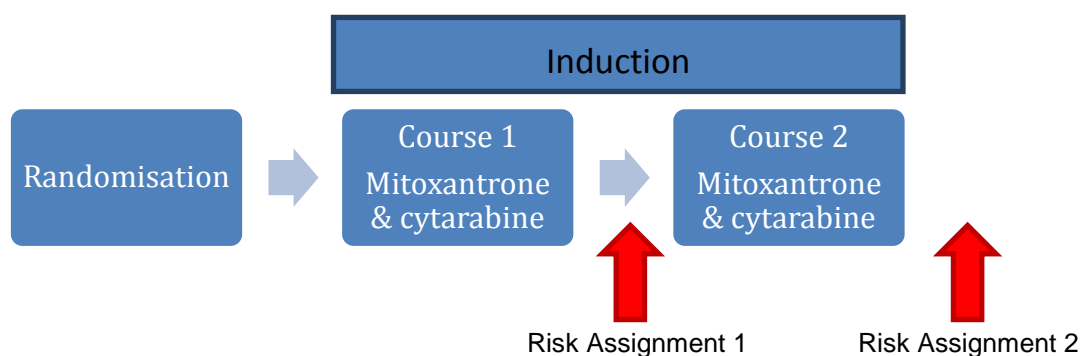 Induction
Randomisation
Course 1
Mitoxantrone
& cytarabine
Course 2
Mitoxantrone
& cytarabine
Risk Assignment 1
Risk Assignment 2